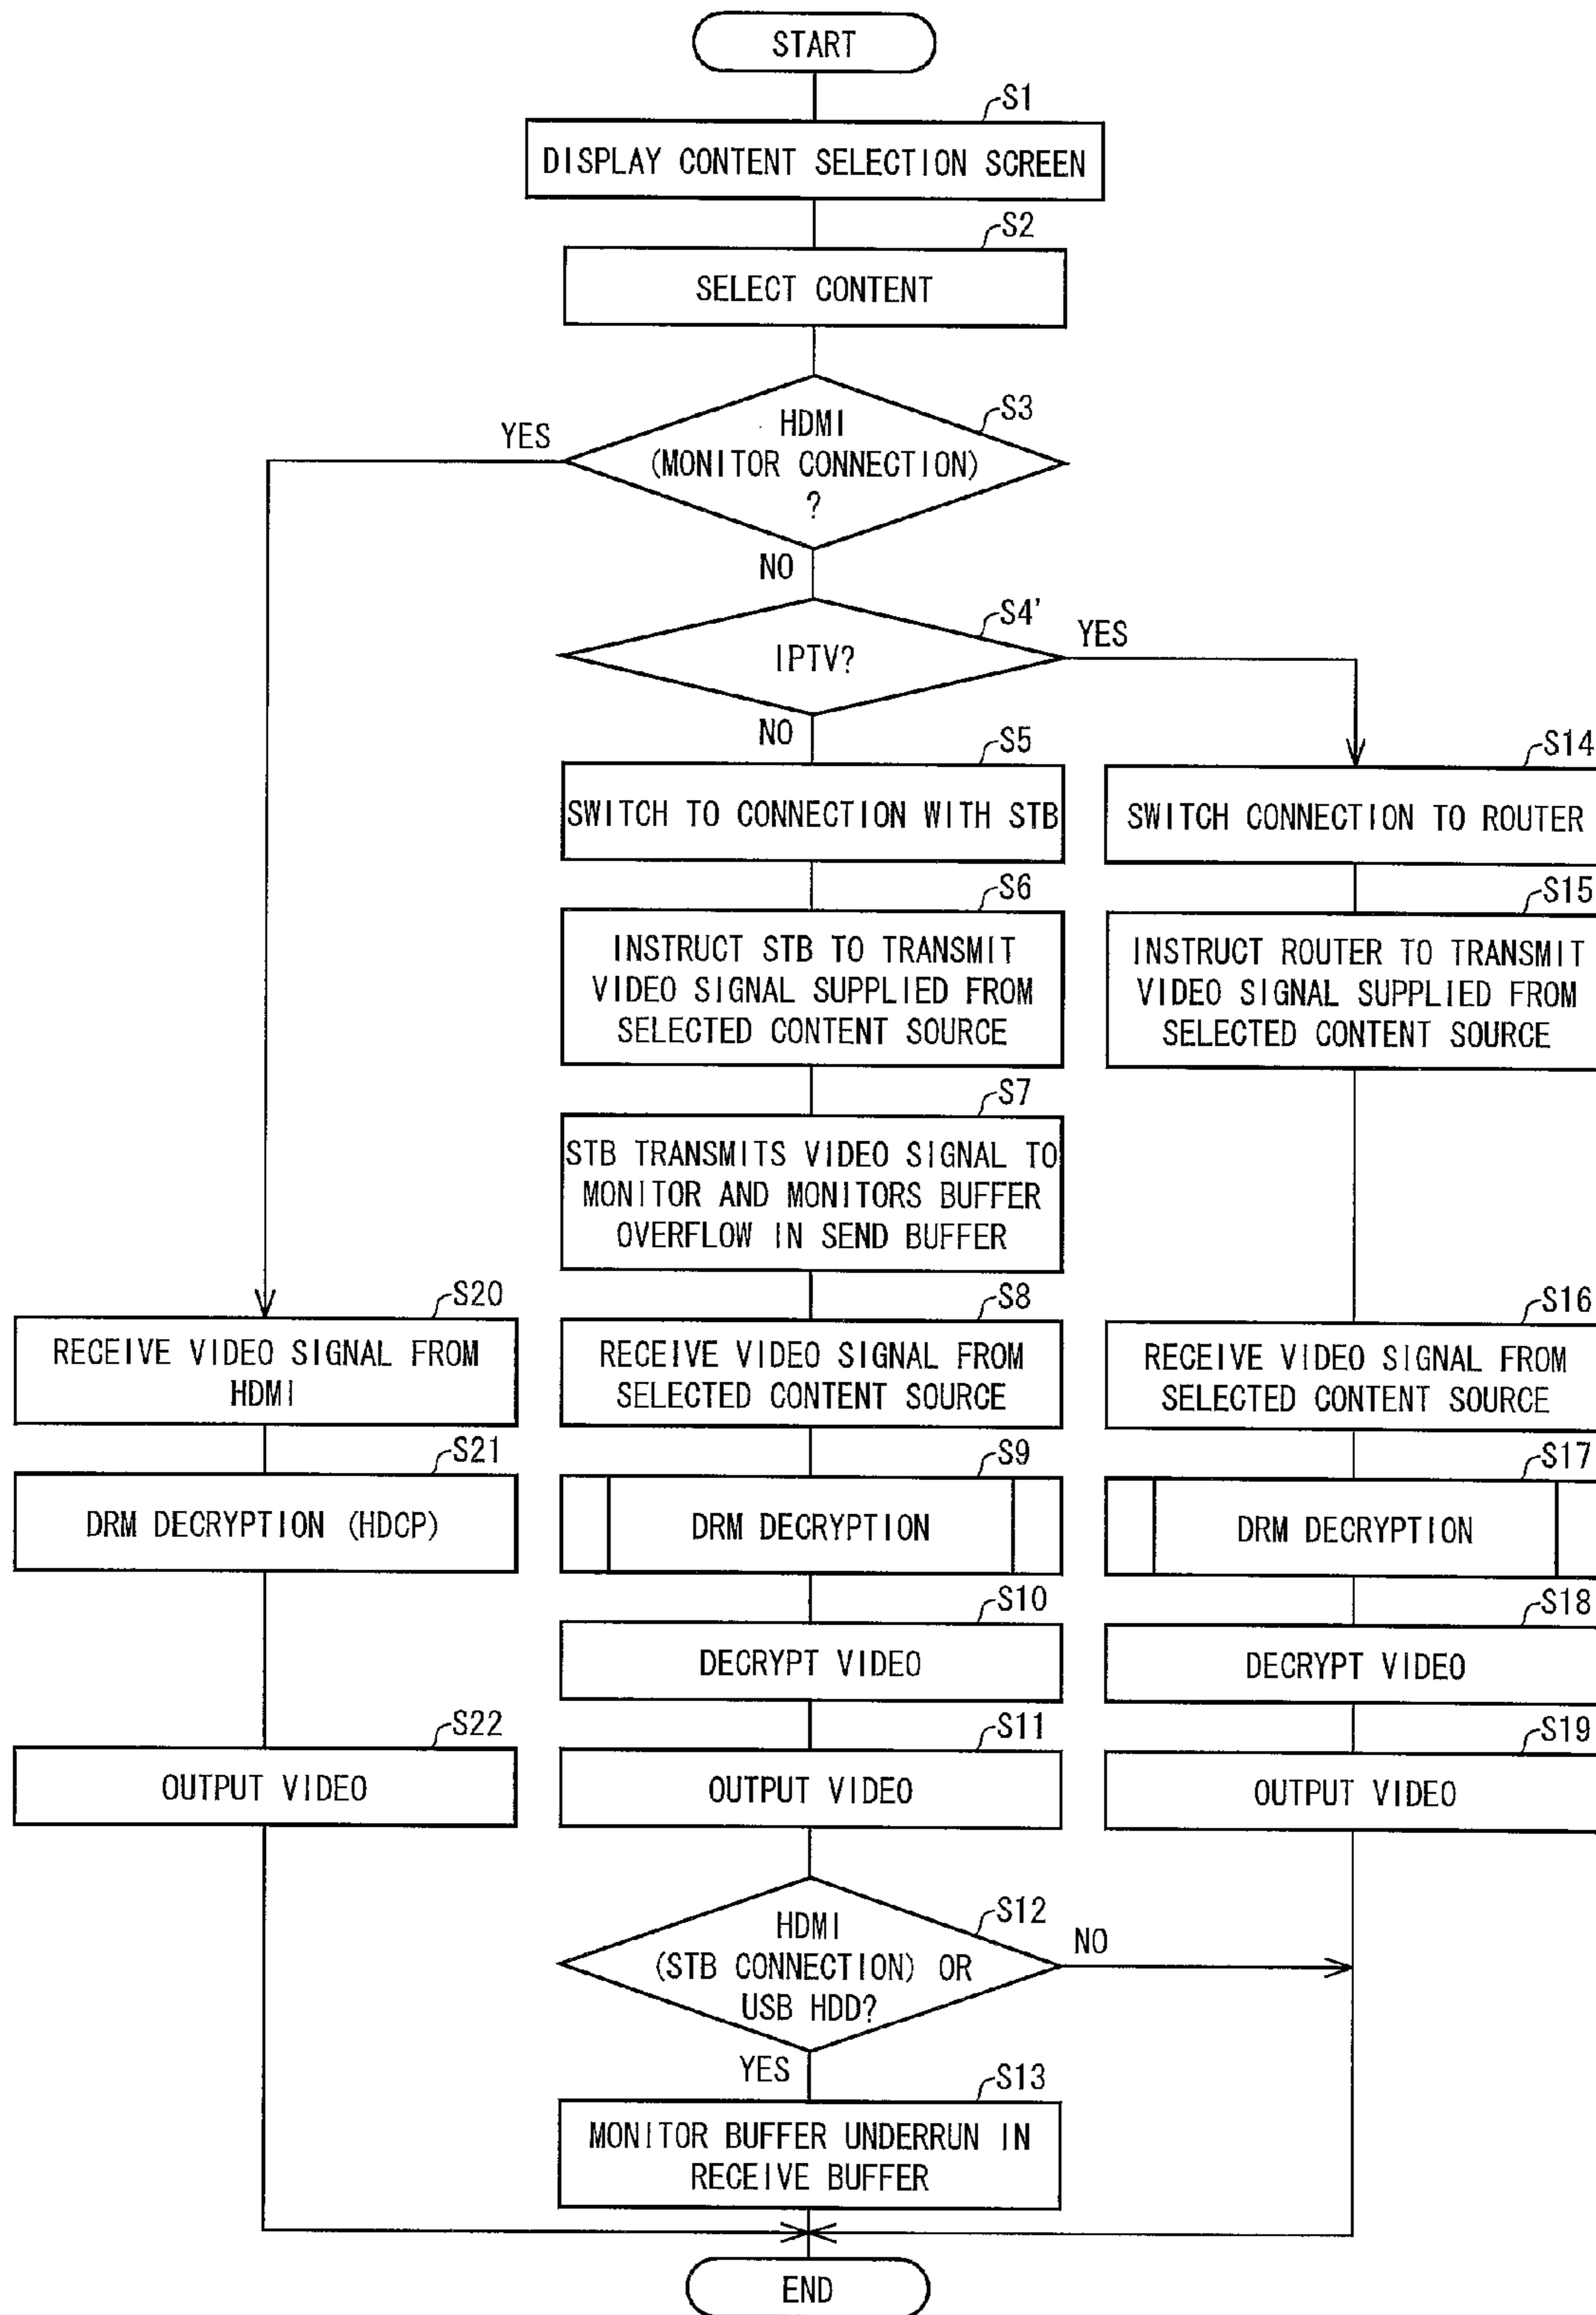 START
S1
DISPLAY CONTENT SELECTION SCREEN
S2
SELECT CONTENT
S3
HDMI
(MONITOR CONNECTION)
?
YES
NO
S4'
IPTV?
YES
NO
S5
SWITCH TO CONNECTION WITH STB
S6
INSTRUCT STB TO TRANSMIT
VIDEO SIGNAL SUPPLIED FROM
SELECTED CONTENT SOURCE
S7
STB TRANSMITS VIDEO SIGNAL TO
MONITOR AND MONITORS BUFFER
OVERFLOW IN SEND BUFFER
S8
RECEIVE VIDEO SIGNAL FROM
SELECTED CONTENT SOURCE
S9
DRM DECRYPTION
S10
DECRYPT VIDEO
S11
OUTPUT VIDEO
S12
HDMI
(STB CONNECTION) OR
USB HDD?
NO
YES
S13
MONITOR BUFFER UNDERRUN IN
RECEIVE BUFFER
S14
SWITCH CONNECTION TO ROUTER
S15
INSTRUCT ROUTER TO TRANSMIT
VIDEO SIGNAL SUPPLIED FROM
SELECTED CONTENT SOURCE
S16
RECEIVE VIDEO SIGNAL FROM
SELECTED CONTENT SOURCE
S17
DRM DECRYPTION
S18
DECRYPT VIDEO
S19
OUTPUT VIDEO
S20
RECEIVE VIDEO SIGNAL FROM
HDMI
S21
DRM DECRYPTION (HDCP)
S22
OUTPUT VIDEO
END